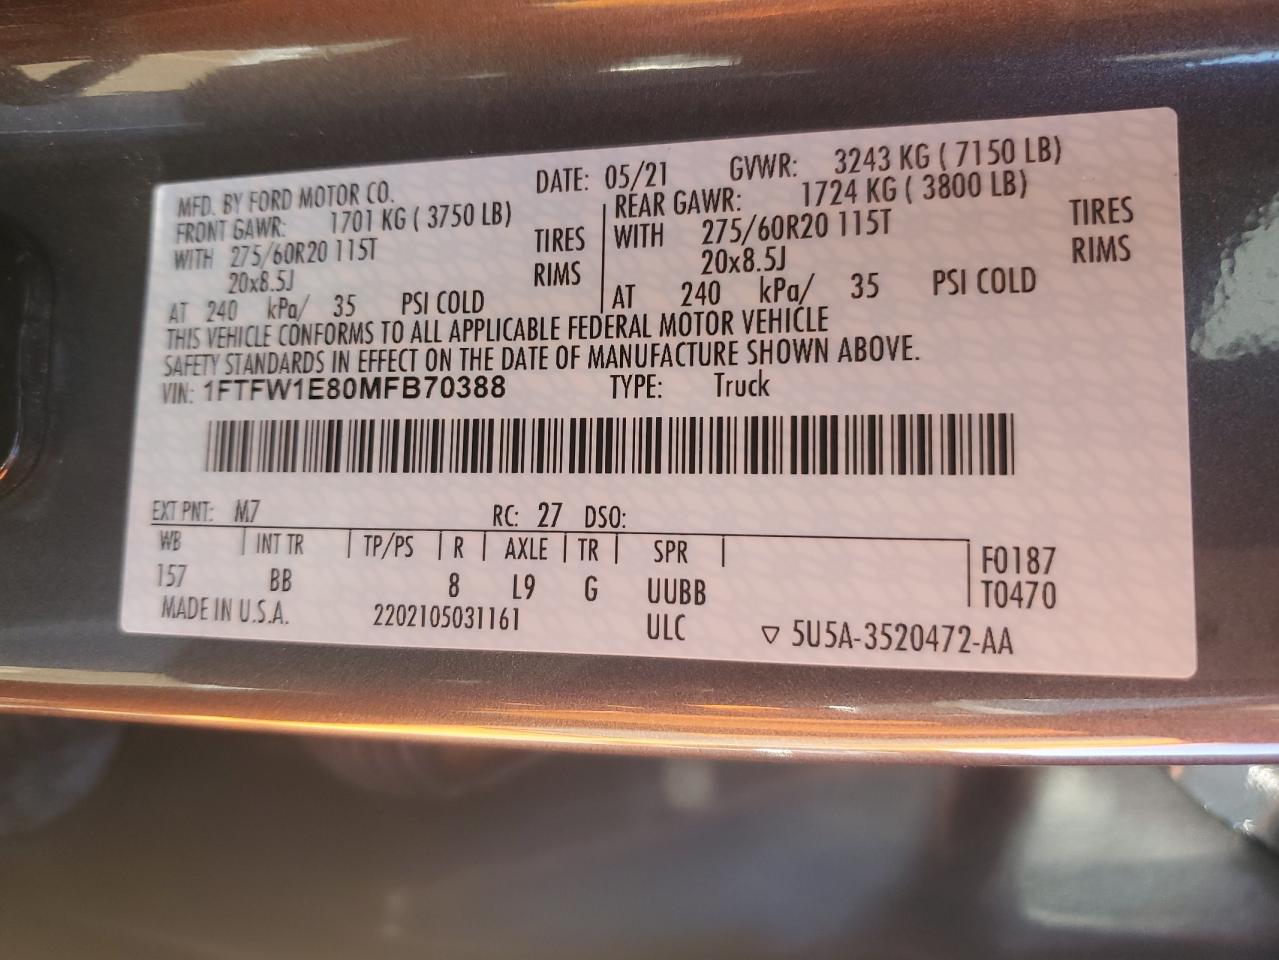 MFD. BY FORD MOTOR CO. DATE: 05/21 GVWR: 3243 KG ( 7150 LB)
FRONT GAWR: 1701 KG ( 3750 LB) REAR GAWR: 1724 KG ( 3800 LB)
WITH 275/60R20 115T TIRES WITH 275/60R20 115T TIRES
20x8.5J RIMS 20x8.5J RIMS
AT 240 kPa/ 35 PSI COLD AT 240 kPa/ 35 PSI COLD
THIS VEHICLE CONFORMS TO ALL APPLICABLE FEDERAL MOTOR VEHICLE
SAFETY STANDARDS IN EFFECT ON THE DATE OF MANUFACTURE SHOWN ABOVE.
VIN: 1FTFW1E80MFB70388 TYPE: Truck
EXT PNT: M7 RC: 27 DSO:
WB INT TR TP/PS R AXLE TR SPR F0187
157 BB 8 L9 G UUBB T0470
MADE IN U.S.A. 2202105031161 ULC ▽ 5U5A-3520472-AA